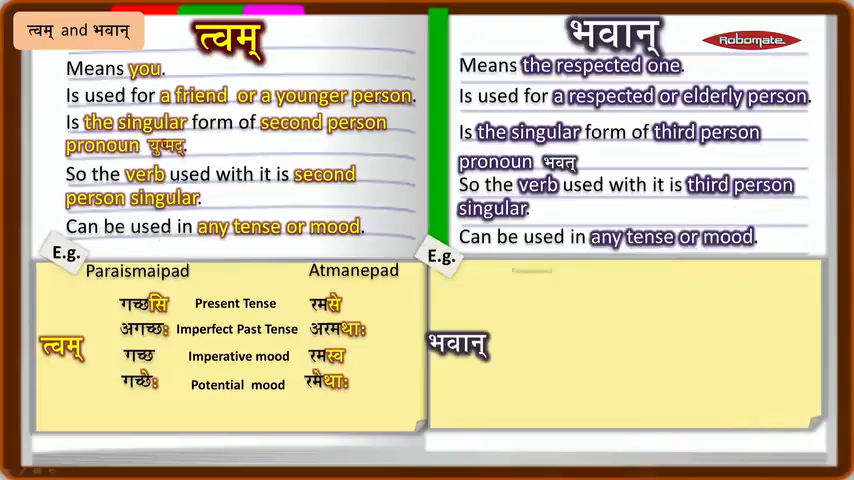 त्वम् and भवान्
त्वम्
Means you.
Is used for a friend or a younger person.
Is the singular form of second person
pronoun युष्मद्.
So the verb used with it is second
person singular.
Can be used in any tense or mood.
E.g.
Paraismaipad Atmanepad
गच्छसि Present Tense रमसे
अगच्छः Imperfect Past Tense अरमथाः
त्वम्
गच्छ Imperative mood रमस्व
गच्छेः Potential mood रमेथाः
भवान्
Robomate
Means the respected one.
Is used for a respected or elderly person.
Is the singular form of third person
pronoun भवत्
So the verb used with it is third person
singular.
Can be used in any tense or mood.
E.g.
भवान्